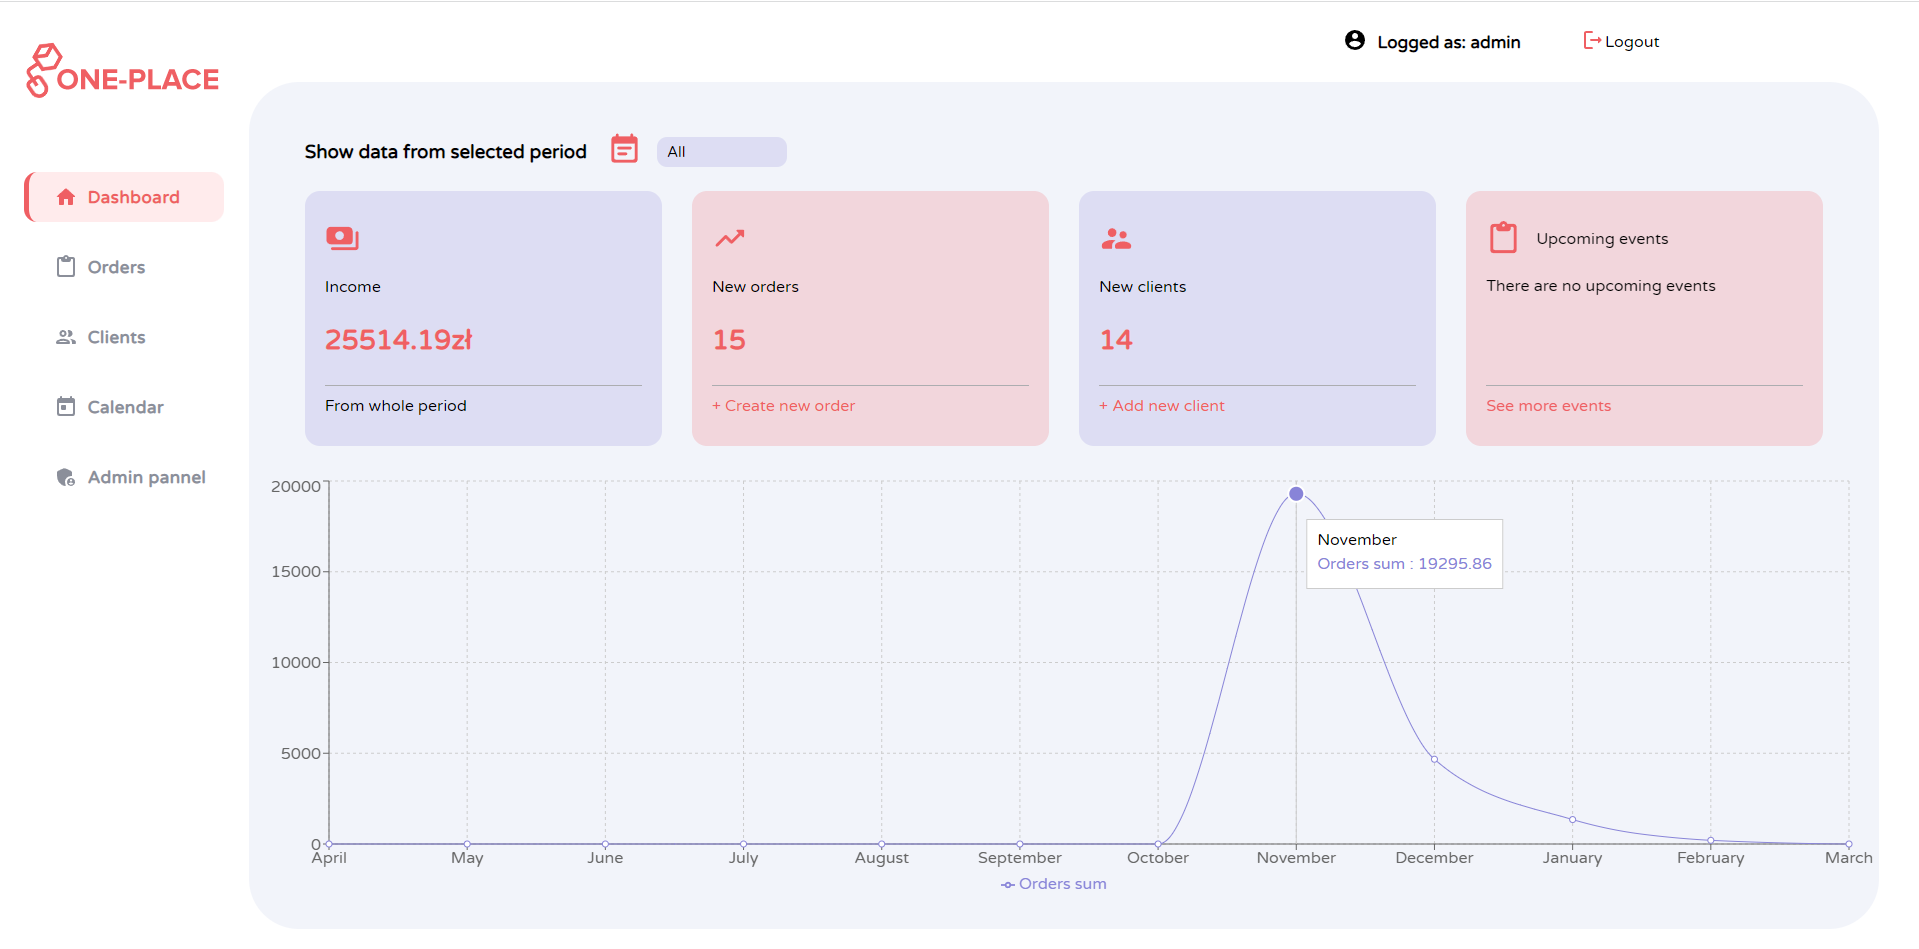 Logged as: admin
Logout
ONE-PLACE
Show data from selected period
All
Dashboard
Orders
Clients
Calendar
Admin pannel
Income
25514.19zł
From whole period
New orders
15
+ Create new order
New clients
14
+ Add new client
Upcoming events
There are no upcoming events
See more events
20000
15000
10000
5000
0
November
Orders sum : 19295.86
April May June July August September October November December January February March
Orders sum